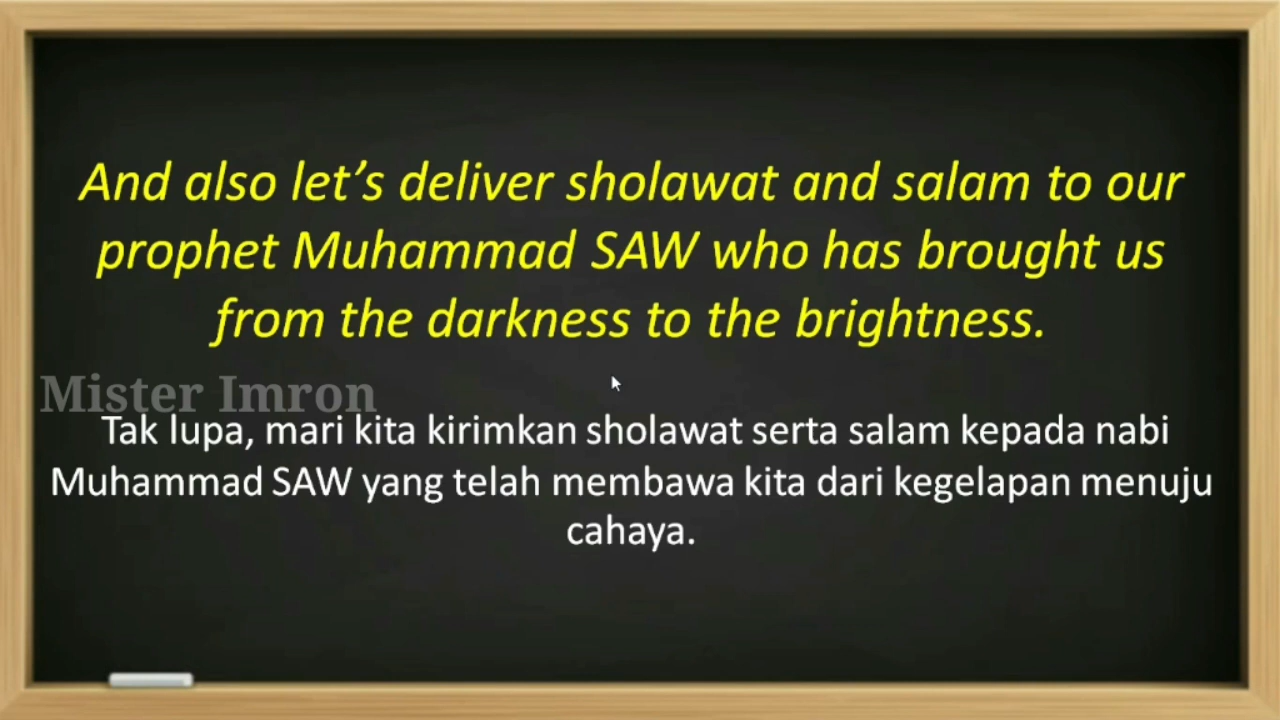 And also let’s deliver sholawat and salam to our
prophet Muhammad SAW who has brought us
from the darkness to the brightness.
Mister Imron
Tak lupa, mari kita kirimkan sholawat serta salam kepada nabi
Muhammad SAW yang telah membawa kita dari kegelapan menuju
cahaya.